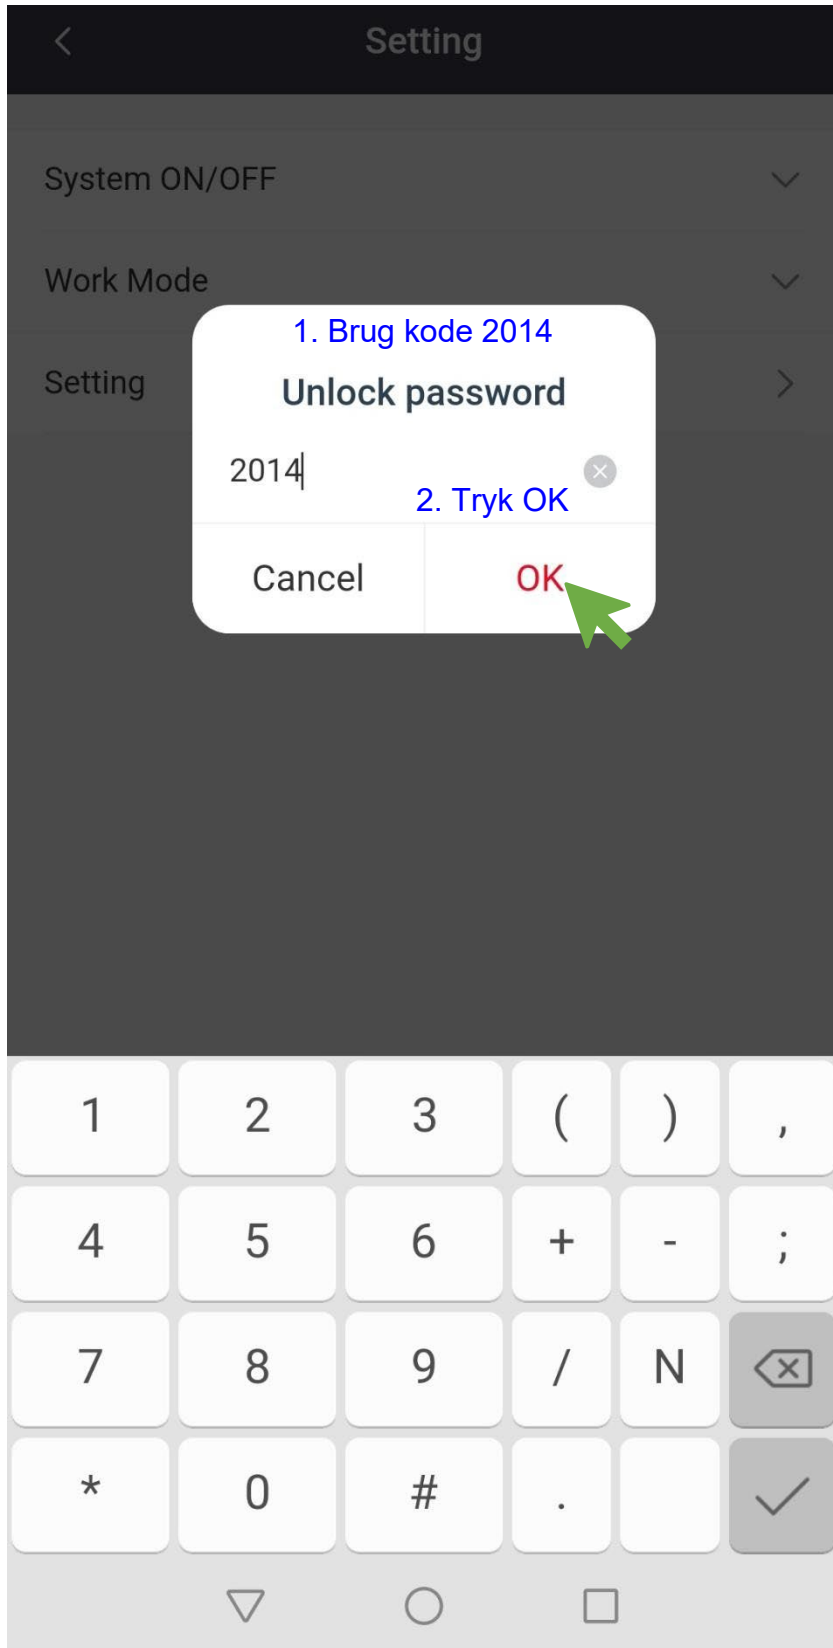 Setting
System ON/OFF
Work Mode
1. Brug kode 2014
Setting
Unlock password
2014
2. Tryk OK
Cancel OK
1 2 3 ( ) ,
4 5 6 + - ;
7 8 9 / N
* 0 # .